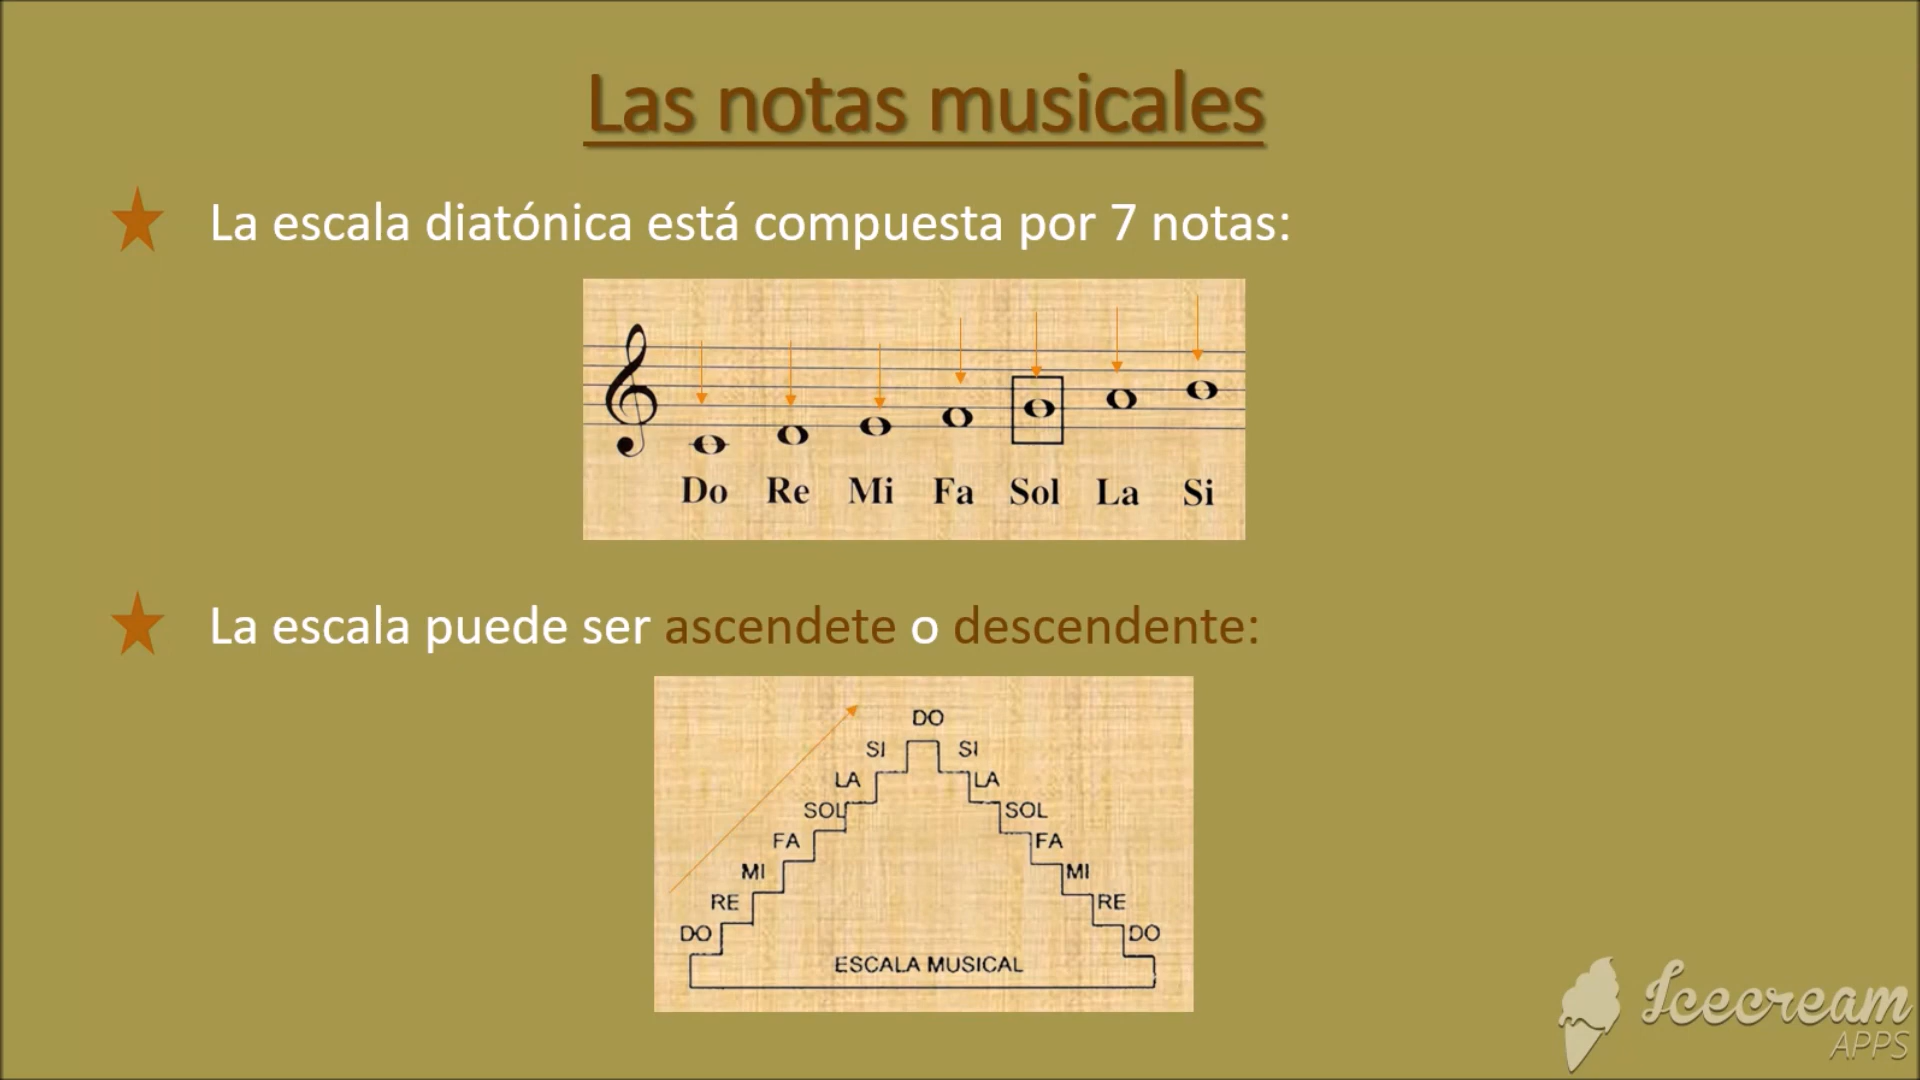 Las notas musicales
La escala diatónica está compuesta por 7 notas:
Do Re Mi Fa Sol La Si
La escala puede ser ascendete o descendente:
DO
SI SI
LA LA
SOL SOL
FA FA
MI MI
RE RE
DO DO
ESCALA MUSICAL
Icecream
APPS